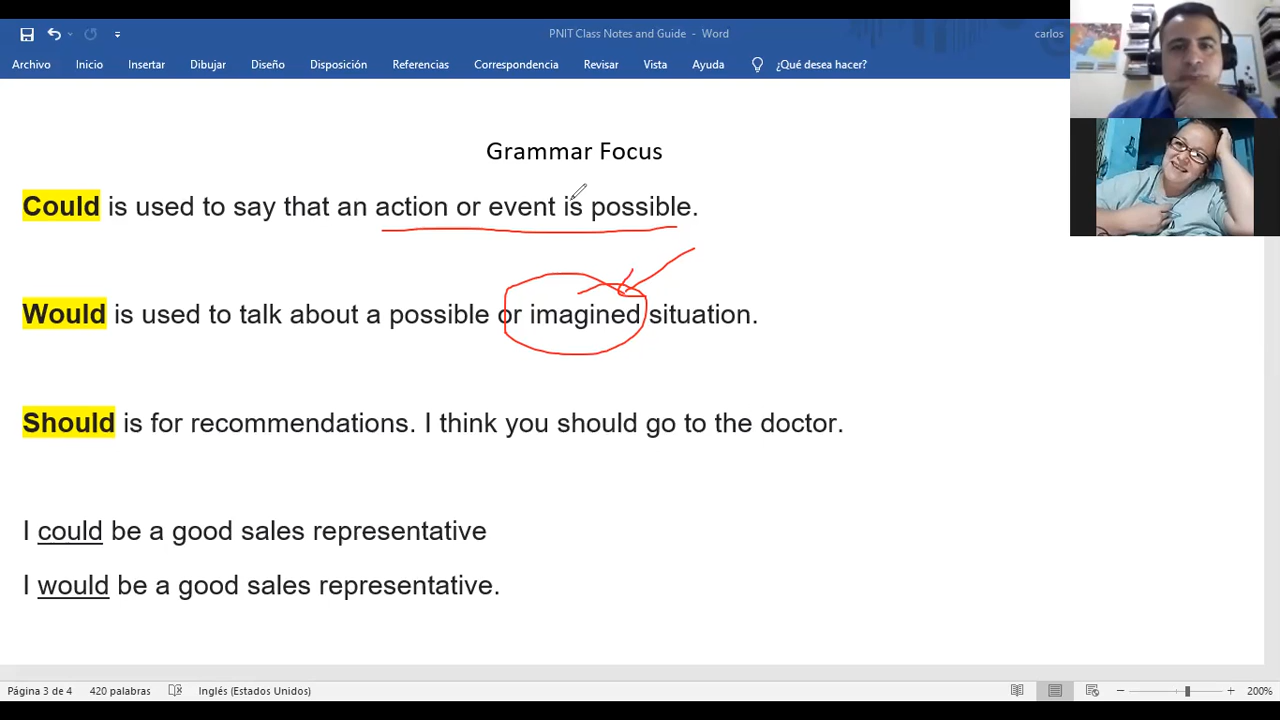 PNIT Class Notes and Guide - Word
carlos
Archivo Inicio Insertar Dibujar Diseño Disposición Referencias Correspondencia Revisar Vista Ayuda ¿Qué desea hacer?
Grammar Focus
Could is used to say that an action or event is possible.
Would is used to talk about a possible or imagined situation.
Should is for recommendations. I think you should go to the doctor.
I could be a good sales representative
I would be a good sales representative.
Página 3 de 4 420 palabras Inglés (Estados Unidos) 200%